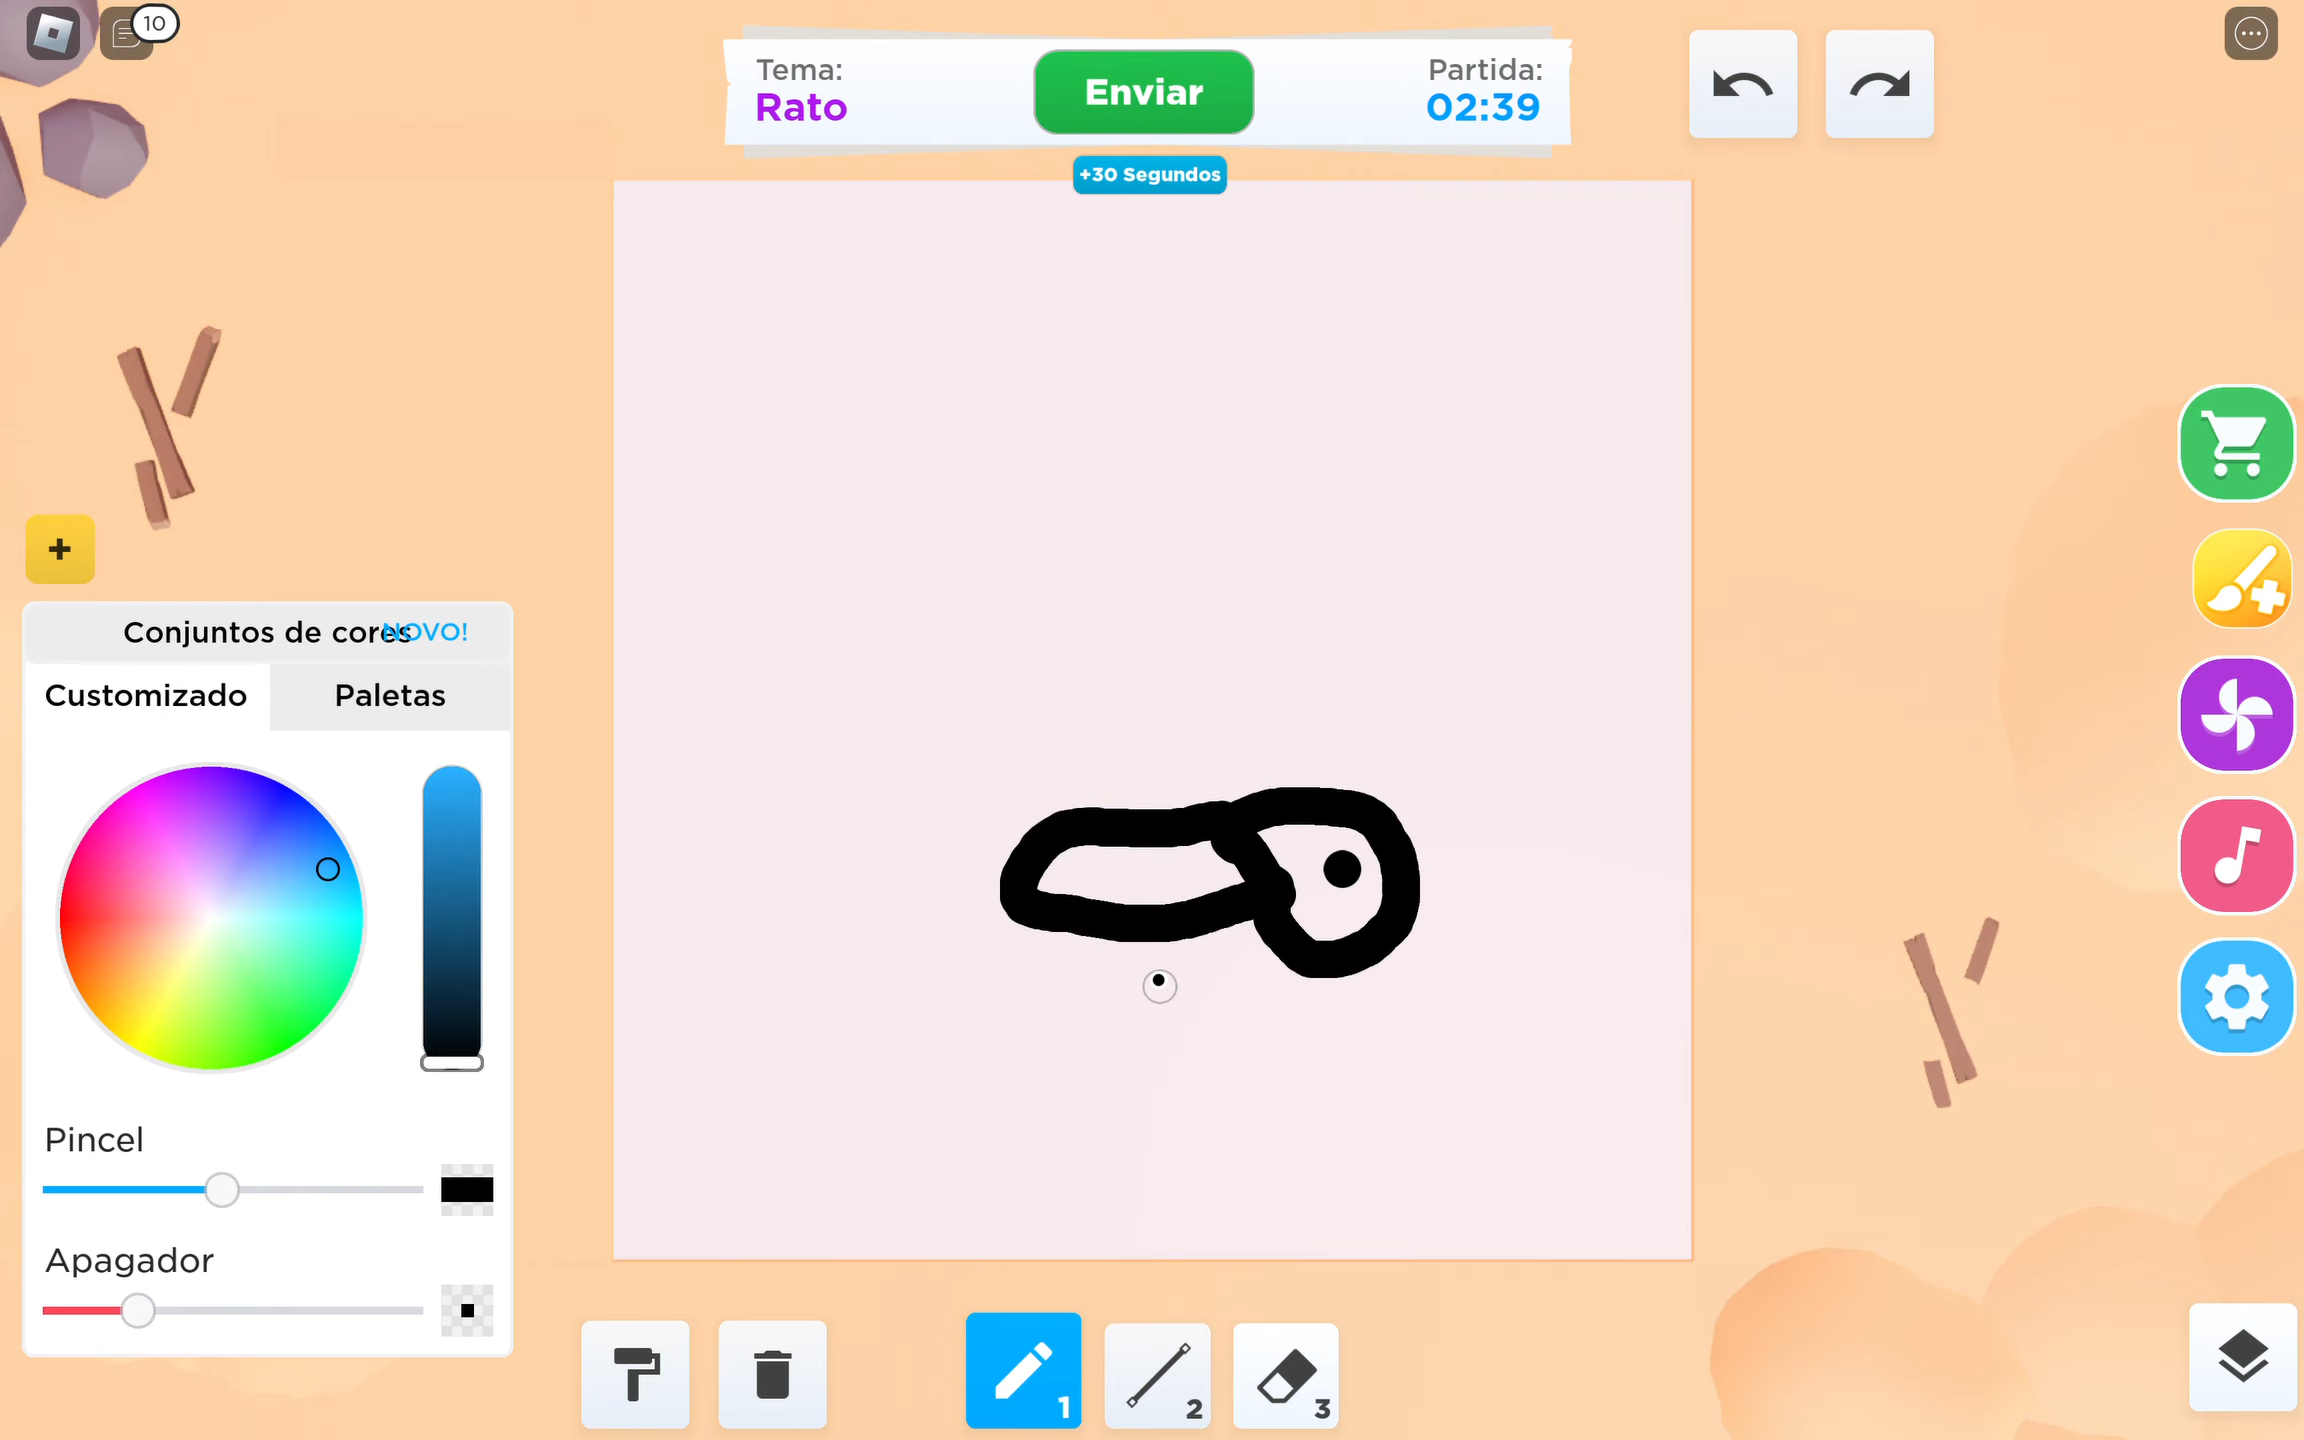 10
Tema:
Rato
Enviar
Partida:
02:39
+30 Segundos
+
Conjuntos de cores
NOVO!
Customizado
Paletas
Pincel
Apagador
1
2
3